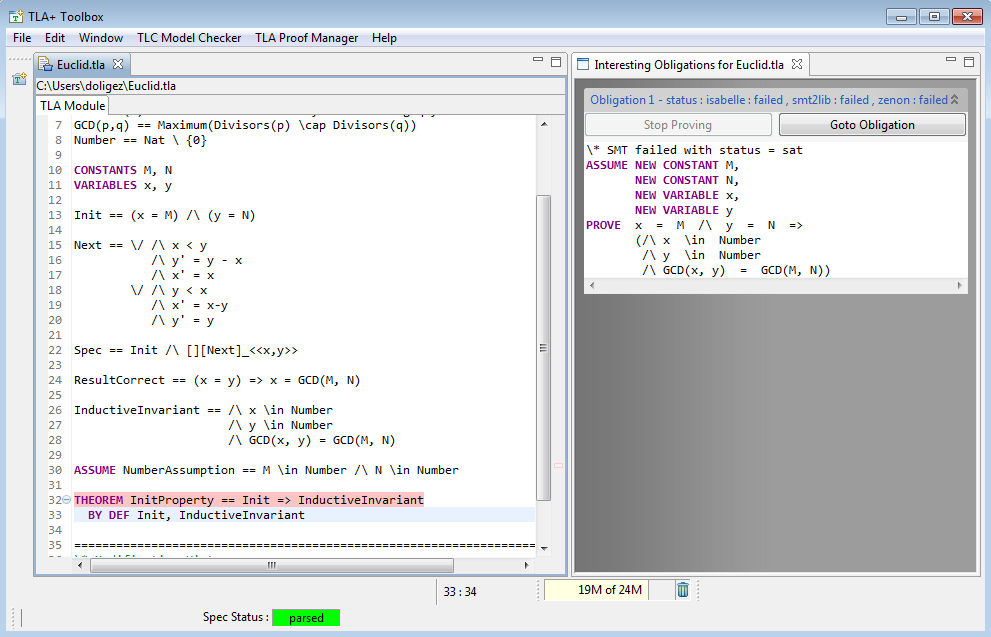 TLA+ Toolbox
File Edit Window TLC Model Checker TLA Proof Manager Help
Euclid.tla
C:\Users\doligez\Euclid.tla
TLA Module
7 GCD(p,q) == Maximum(Divisors(p) \cap Divisors(q))
8 Number == Nat \ {0}
9
10 CONSTANTS M, N
11 VARIABLES x, y
12
13 Init == (x = M) /\ (y = N)
14
15 Next == \/ /\ x < y
16 /\ y' = y - x
17 /\ x' = x
18 \/ /\ y < x
19 /\ x' = x-y
20 /\ y' = y
21
22 Spec == Init /\ [][Next]_<<x,y>>
23
24 ResultCorrect == (x = y) => x = GCD(M, N)
25
26 InductiveInvariant == /\ x \in Number
27 /\ y \in Number
28 /\ GCD(x, y) = GCD(M, N)
29
30 ASSUME NumberAssumption == M \in Number /\ N \in Number
31
32 THEOREM InitProperty == Init => InductiveInvariant
33 BY DEF Init, InductiveInvariant
34
35 ==================================================================
Interesting Obligations for Euclid.tla
Obligation 1 - status : isabelle : failed , smt2lib : failed , zenon : failed
Stop Proving
Goto Obligation
\* SMT failed with status = sat
ASSUME NEW CONSTANT M,
NEW CONSTANT N,
NEW VARIABLE x,
NEW VARIABLE y
PROVE x = M /\ y = N =>
(/\ x \in Number
/\ y \in Number
/\ GCD(x, y) = GCD(M, N))
33 : 34
19M of 24M
Spec Status : parsed